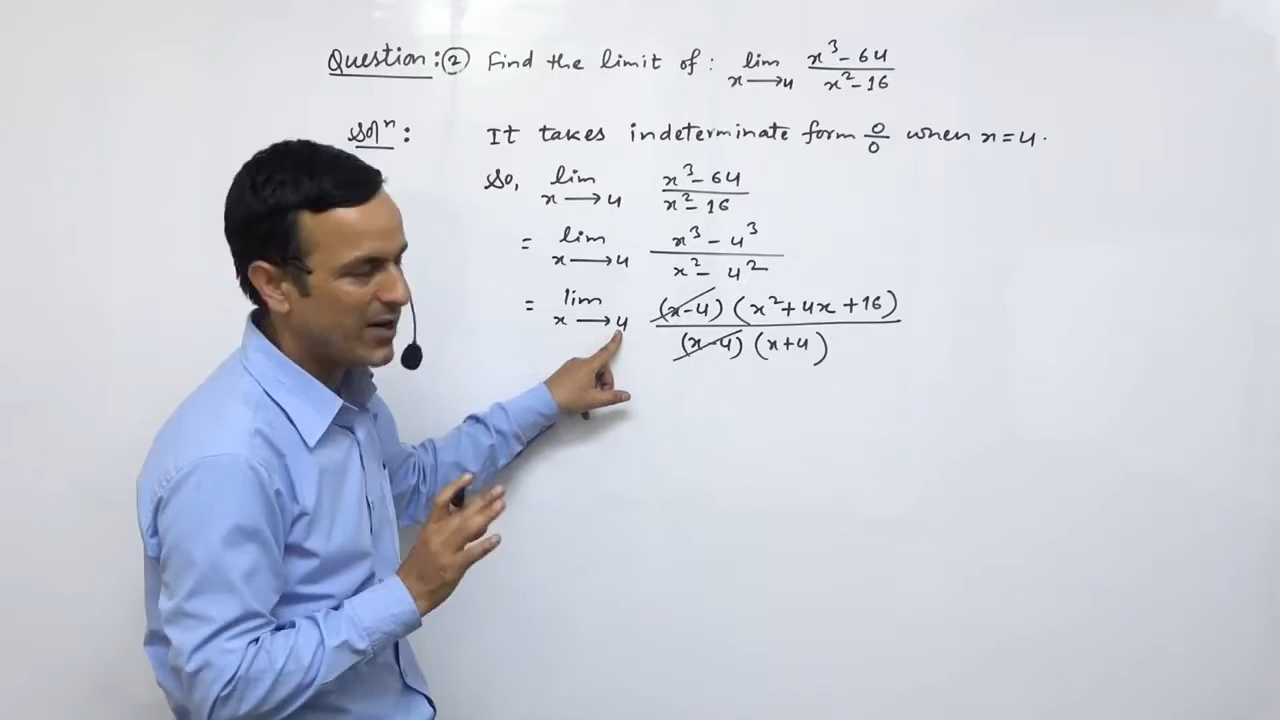 Question: ② Find the limit of: lim x→4 x³-64 / x²-16
Solⁿ: It takes indeterminate form 0/0 when x=4.
So, lim x→4 x³-64 / x²-16
= lim x→4 x³-4³ / x²-4²
= lim x→4 (x-4)(x²+4x+16) / (x-4)(x+4)